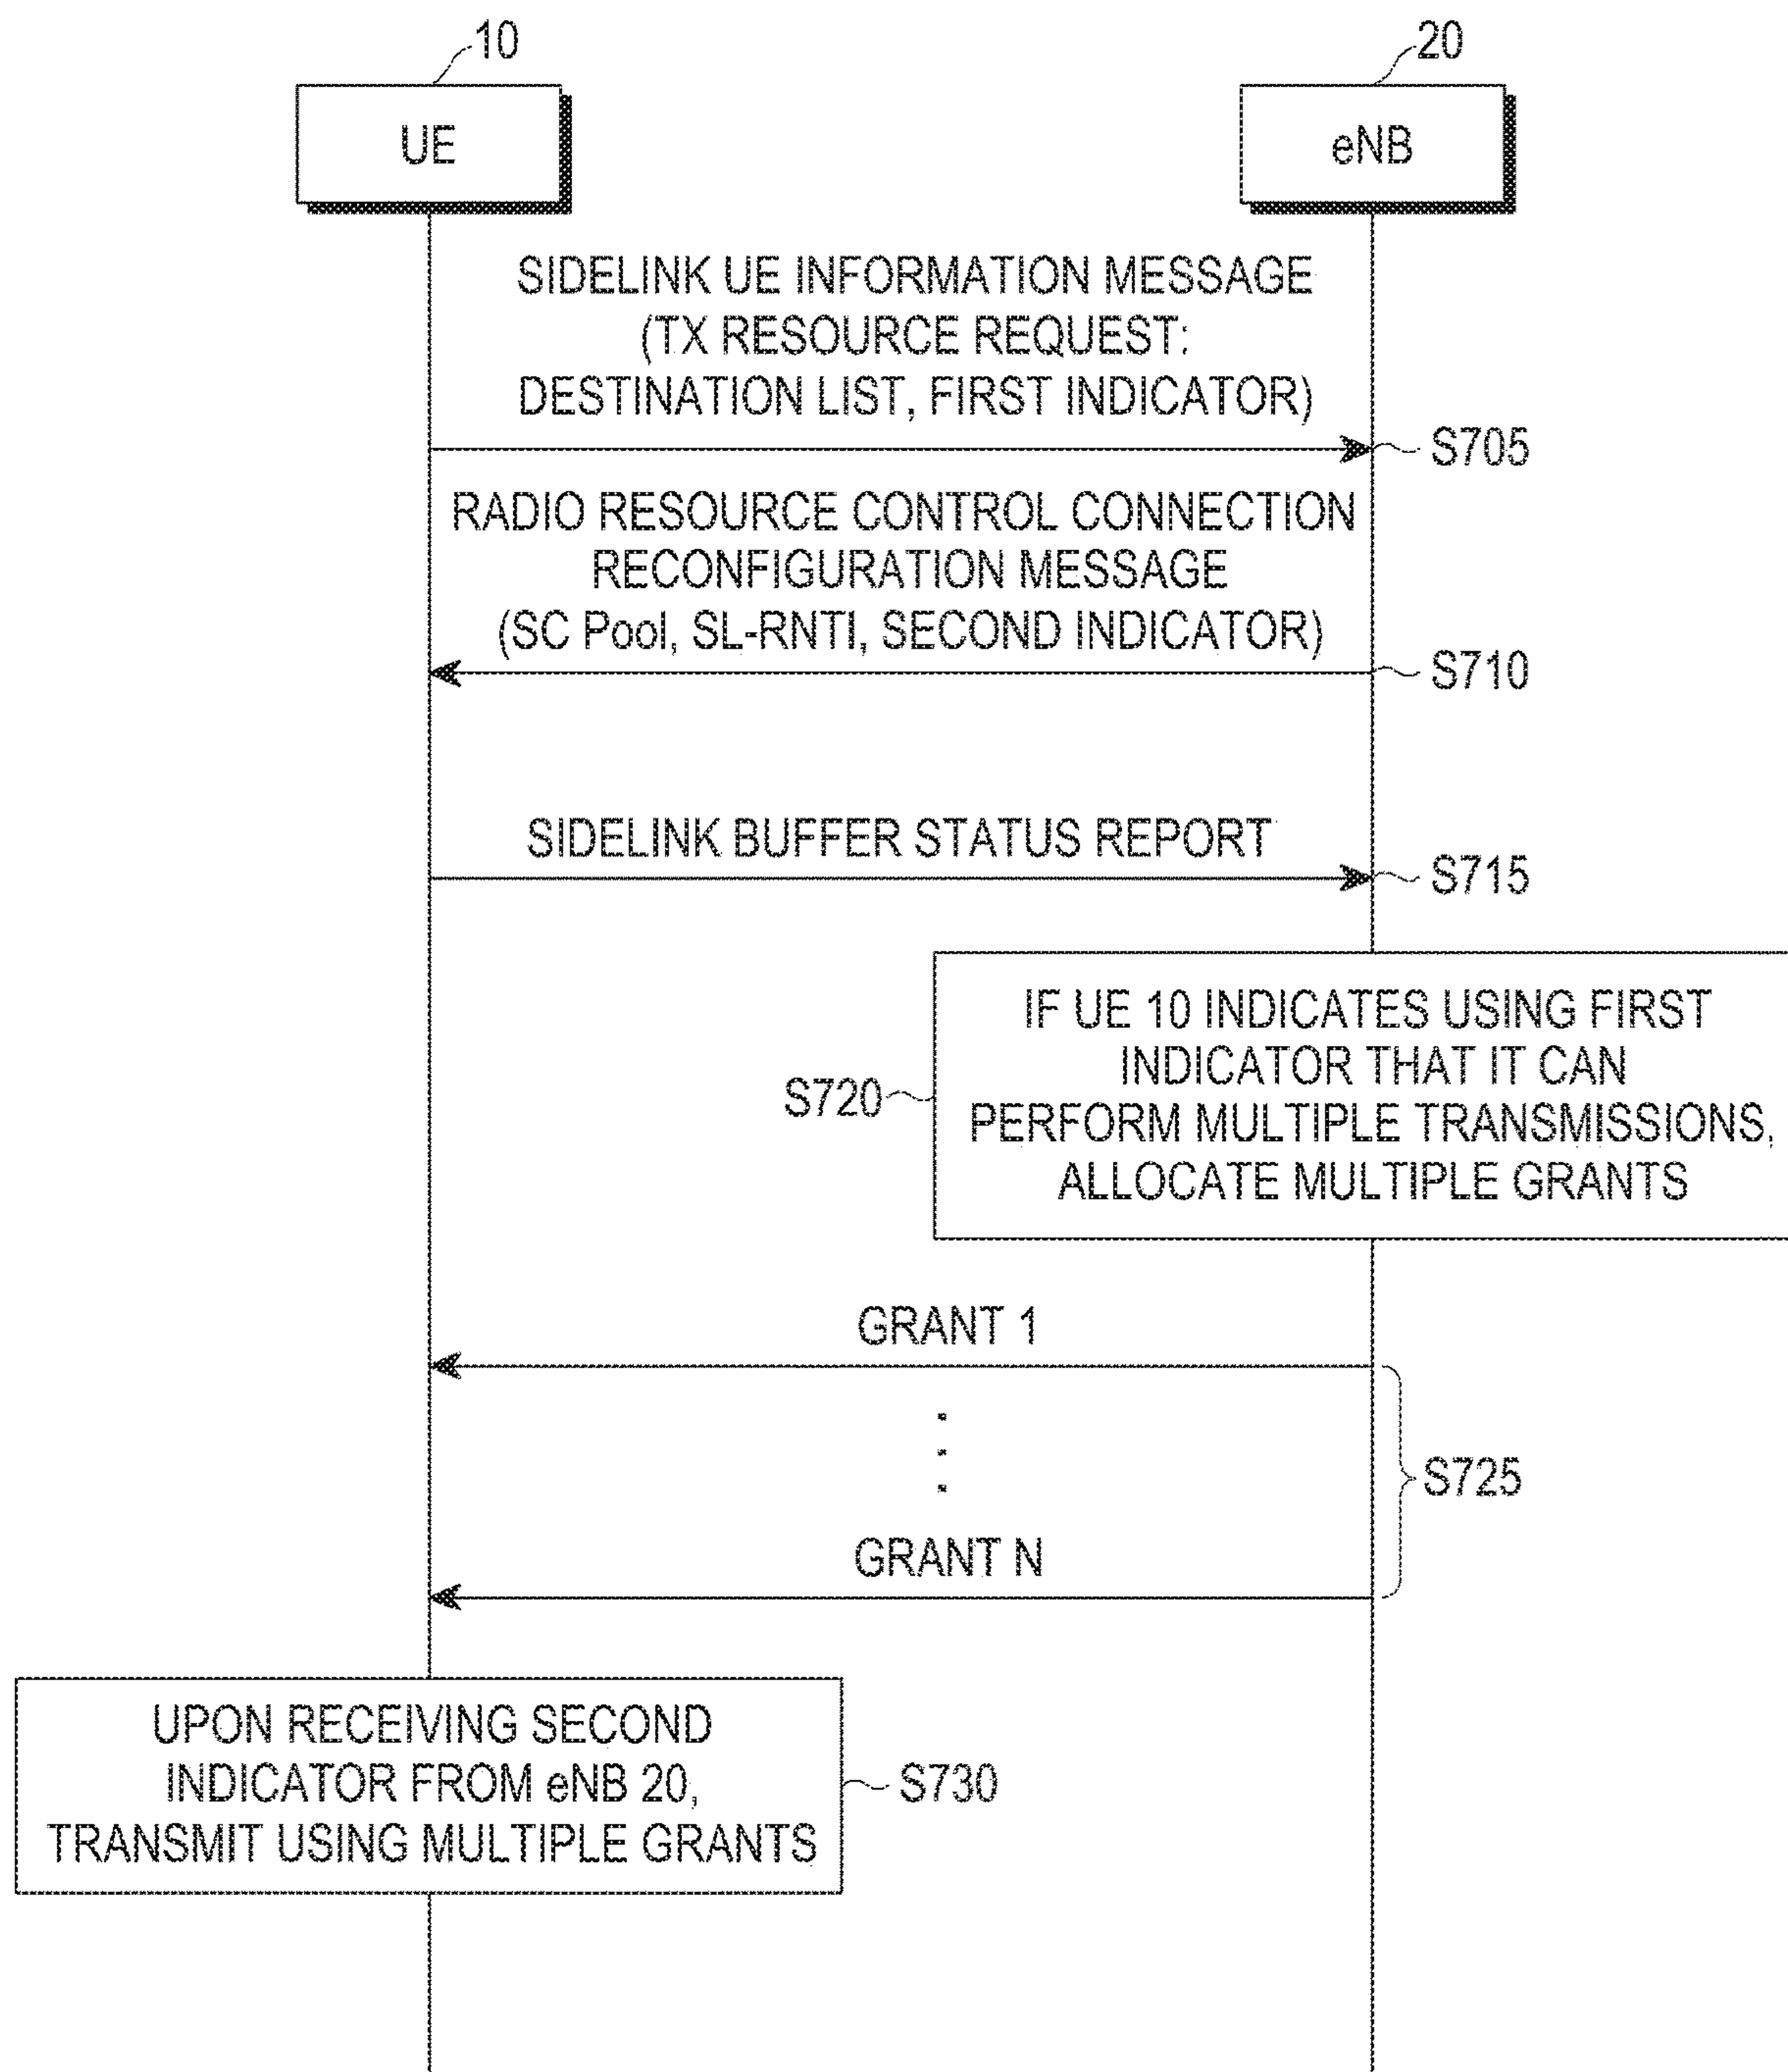 10
20
UE
eNB
SIDELINK UE INFORMATION MESSAGE
(TX RESOURCE REQUEST:
DESTINATION LIST, FIRST INDICATOR)
S705
RADIO RESOURCE CONTROL CONNECTION
RECONFIGURATION MESSAGE
(SC Pool, SL-RNTI, SECOND INDICATOR)
S710
SIDELINK BUFFER STATUS REPORT
S715
IF UE 10 INDICATES USING FIRST
INDICATOR THAT IT CAN
PERFORM MULTIPLE TRANSMISSIONS,
ALLOCATE MULTIPLE GRANTS
S720
GRANT 1
S725
GRANT N
UPON RECEIVING SECOND
INDICATOR FROM eNB 20,
TRANSMIT USING MULTIPLE GRANTS
S730